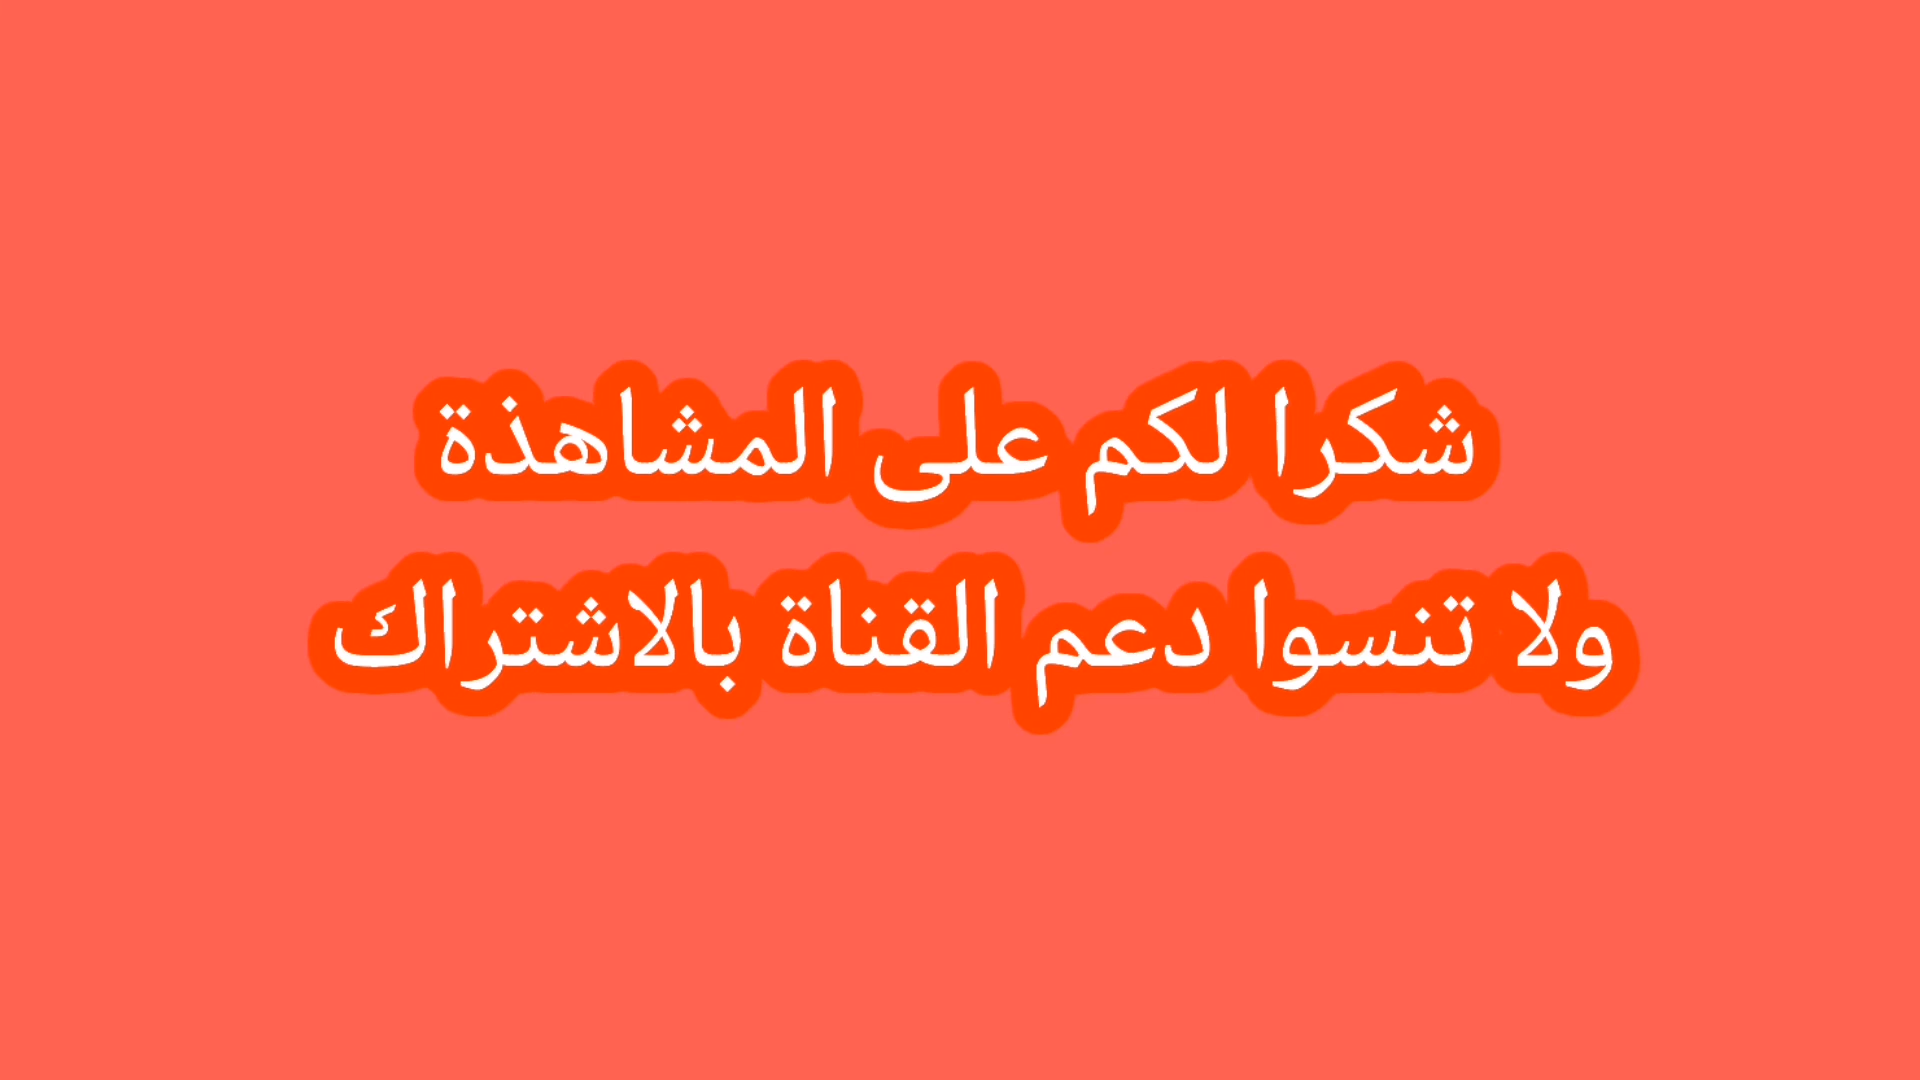 شكرا لكم على المشاهذة
ولا تنسوا دعم القناة بالاشتراك